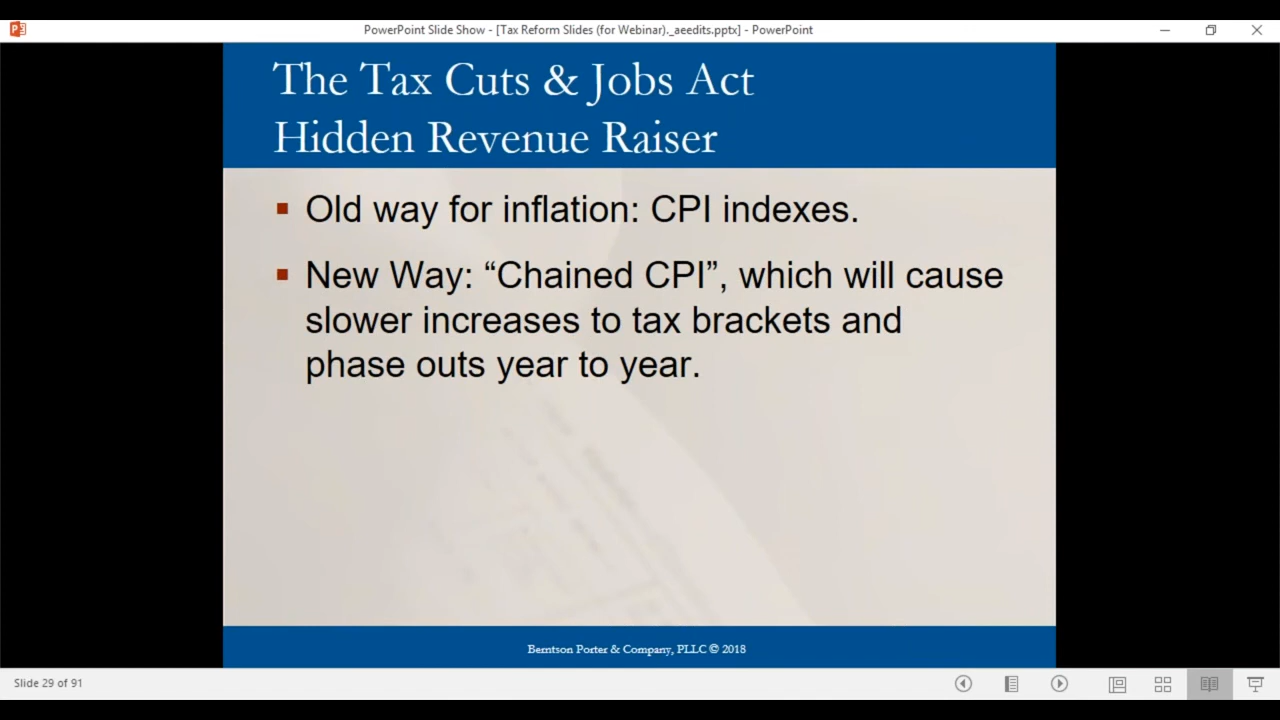 PowerPoint Slide Show - [Tax Reform Slides (for Webinar)._aeedits.pptx] - PowerPoint
The Tax Cuts & Jobs Act
Hidden Revenue Raiser
▪ Old way for inflation: CPI indexes.
▪ New Way: “Chained CPI”, which will cause
slower increases to tax brackets and
phase outs year to year.
Berntson Porter & Company, PLLC © 2018
Slide 29 of 91